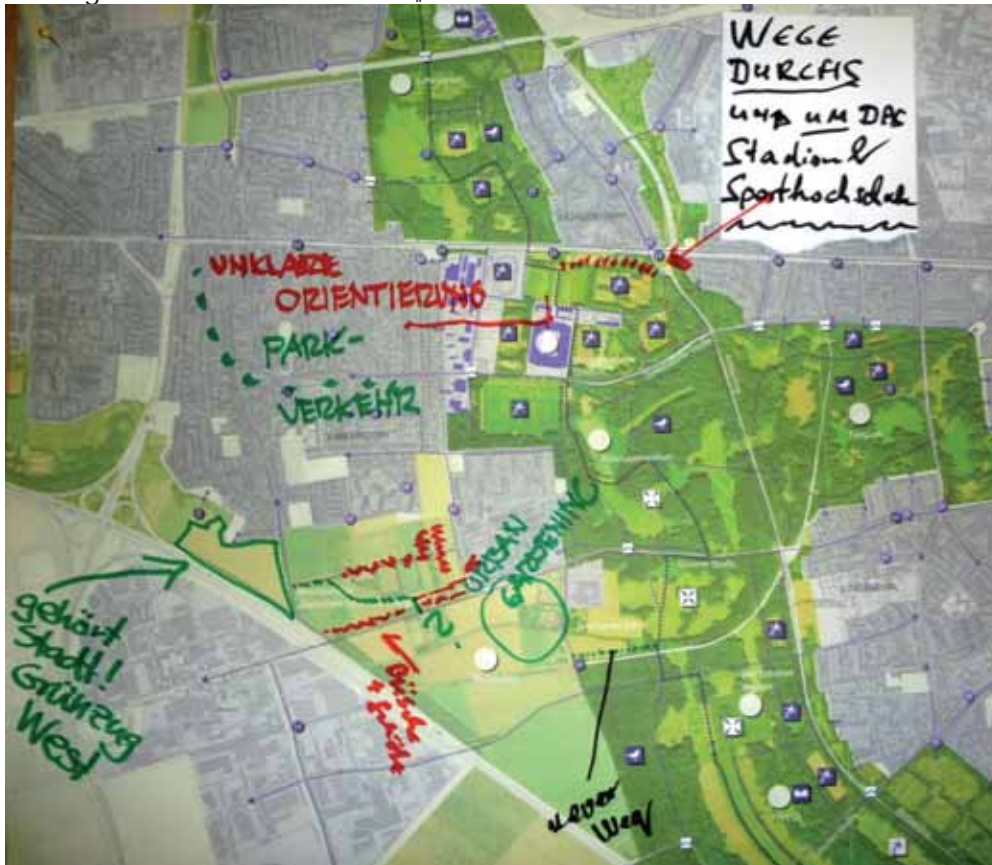 WEGE
DURCHS
UND UM DAS
Stadion &
Sporthochschule
UNKLARE
ORIENTIERUNG
PARK-
VERKEHR
URBAN
GARDENING
?
gehört
Stadt!
Grünzug
West
neuer
Weg